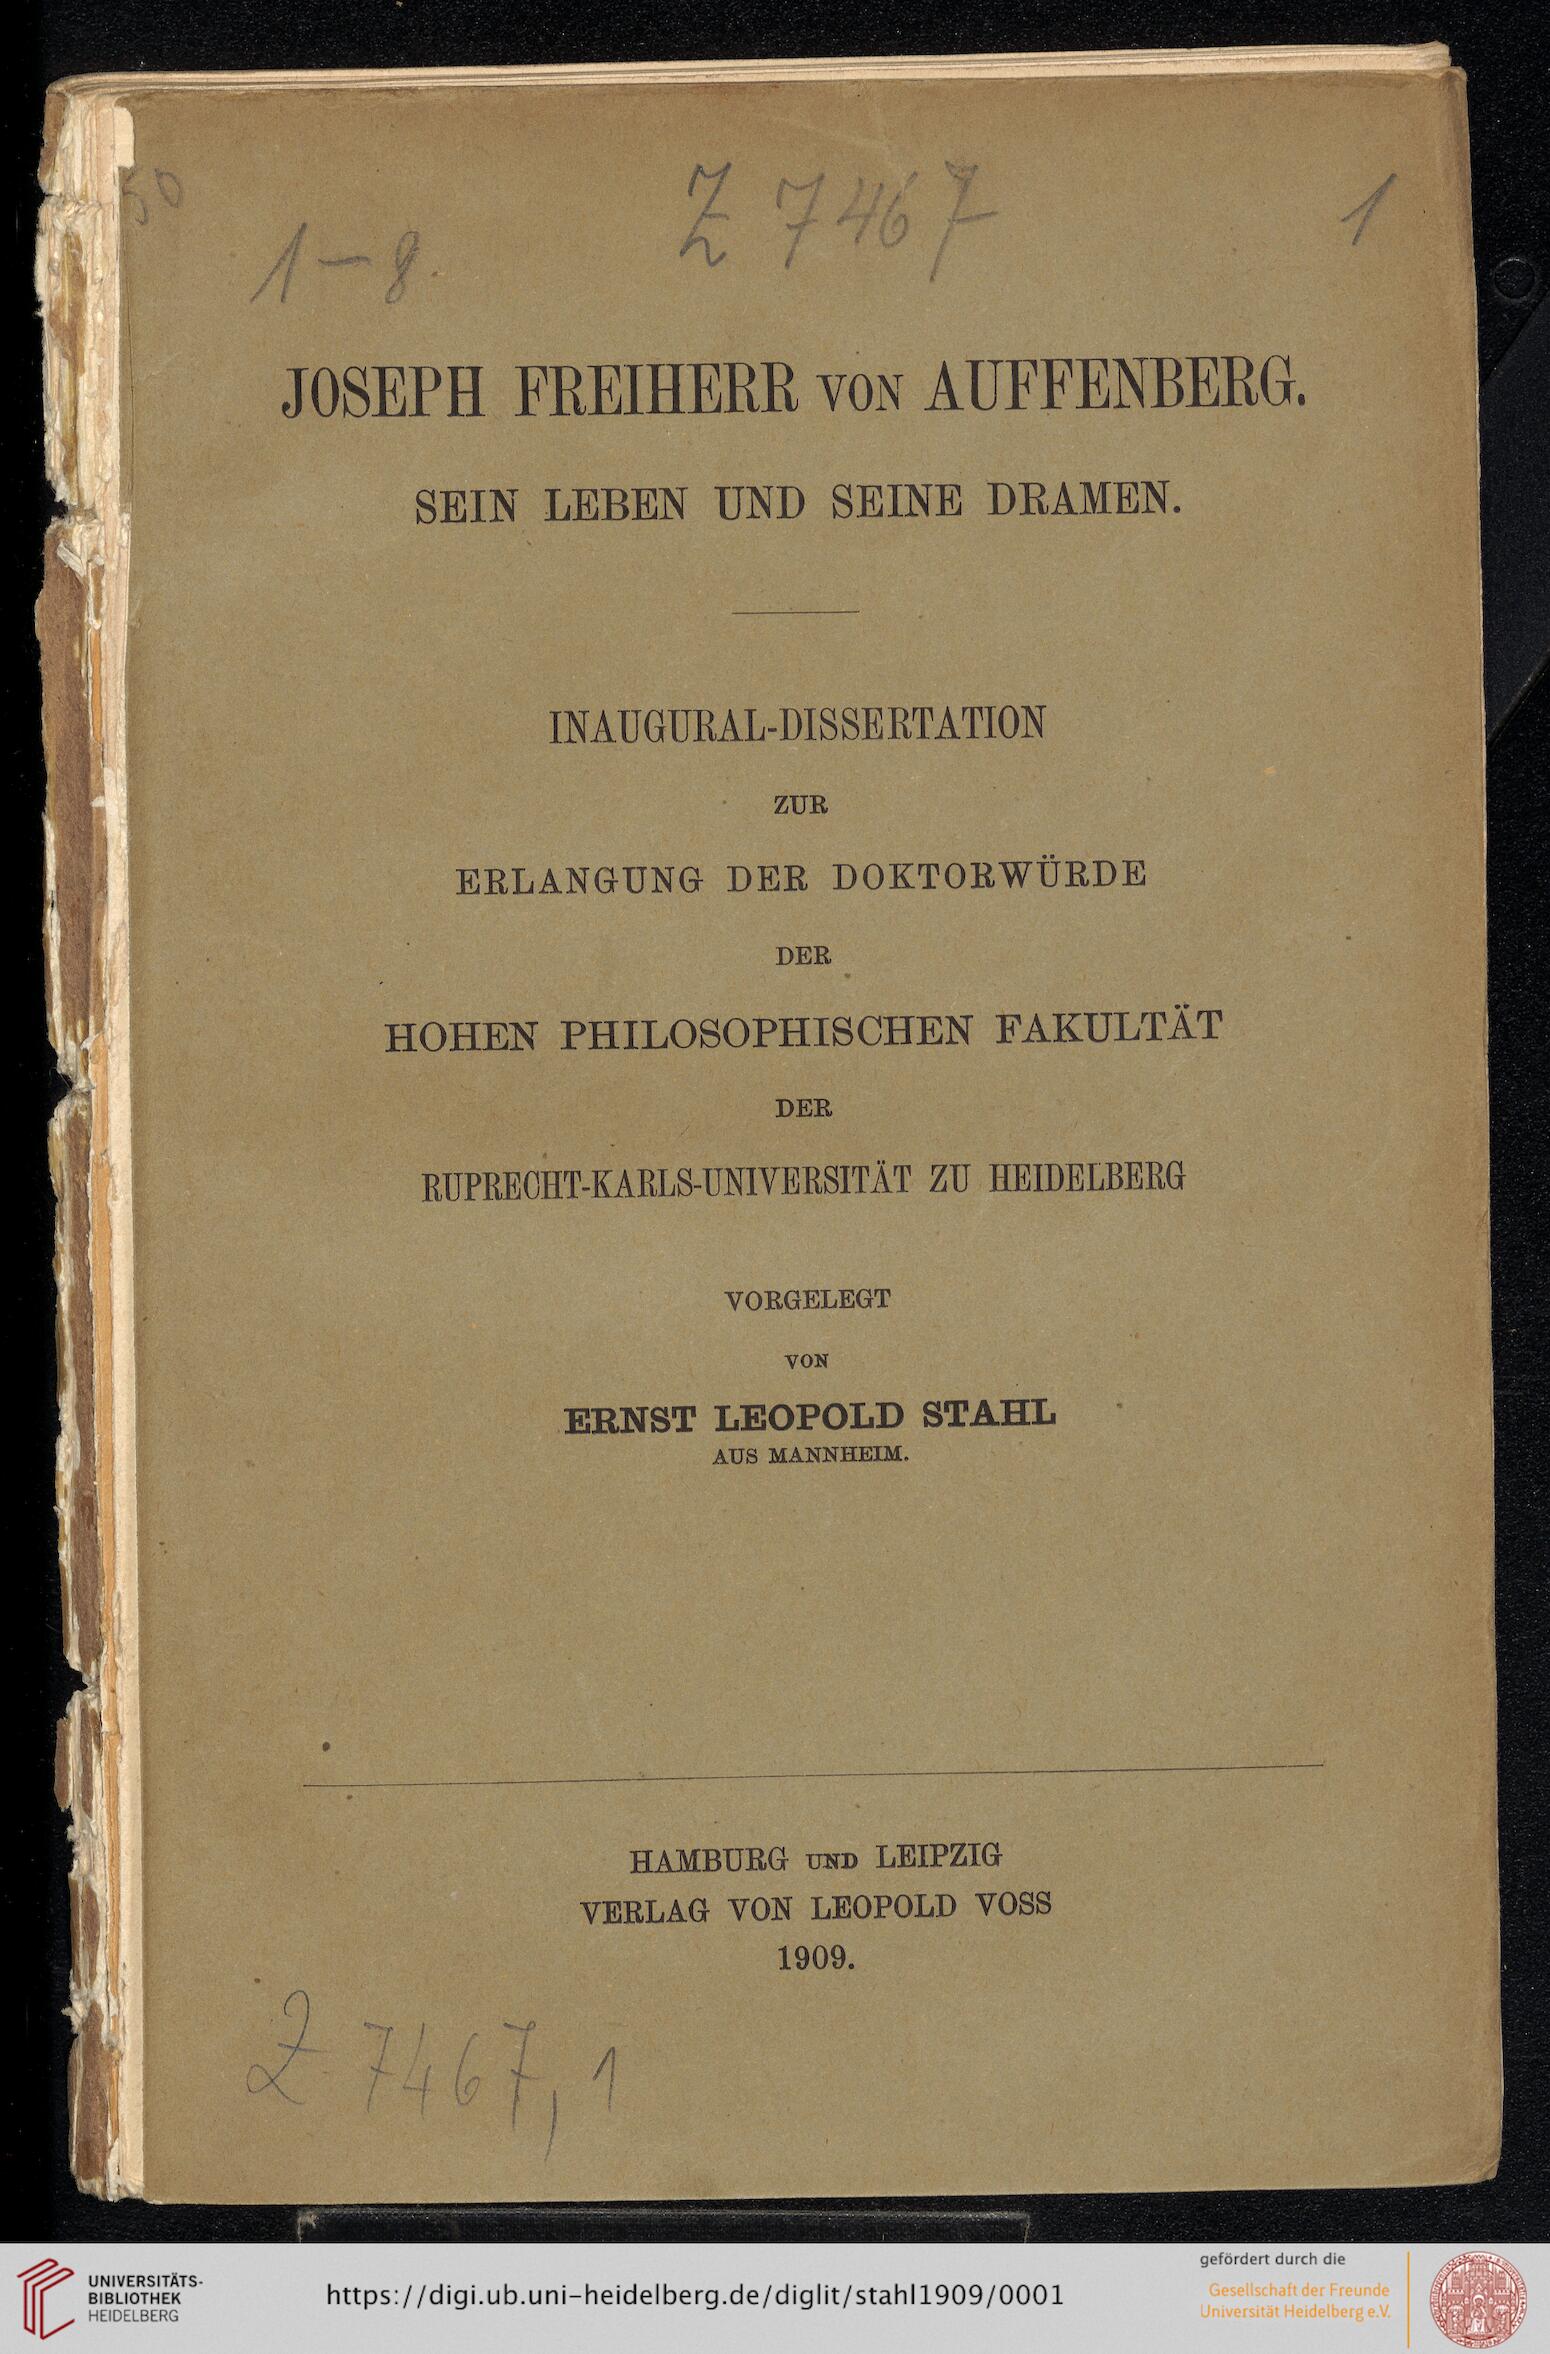 50
Z 7467
1
1-8.
JOSEPH FREIHERR VON AUFFENBERG.
SEIN LEBEN UND SEINE DRAMEN.
INAUGURAL-DISSERTATION
ZUR
ERLANGUNG DER DOKTORWÜRDE
DER
HOHEN PHILOSOPHISCHEN FAKULTÄT
DER
RUPRECHT-KARLS-UNIVERSITÄT ZU HEIDELBERG
VORGELEGT
VON
ERNST LEOPOLD STAHL
AUS MANNHEIM.
HAMBURG UND LEIPZIG
VERLAG VON LEOPOLD VOSS
1909.
Z 7467, 1
UNIVERSITÄTS-
BIBLIOTHEK
HEIDELBERG
https://digi.ub.uni-heidelberg.de/diglit/stahl1909/0001
gefördert durch die
Gesellschaft der Freunde
Universität Heidelberg e.V.